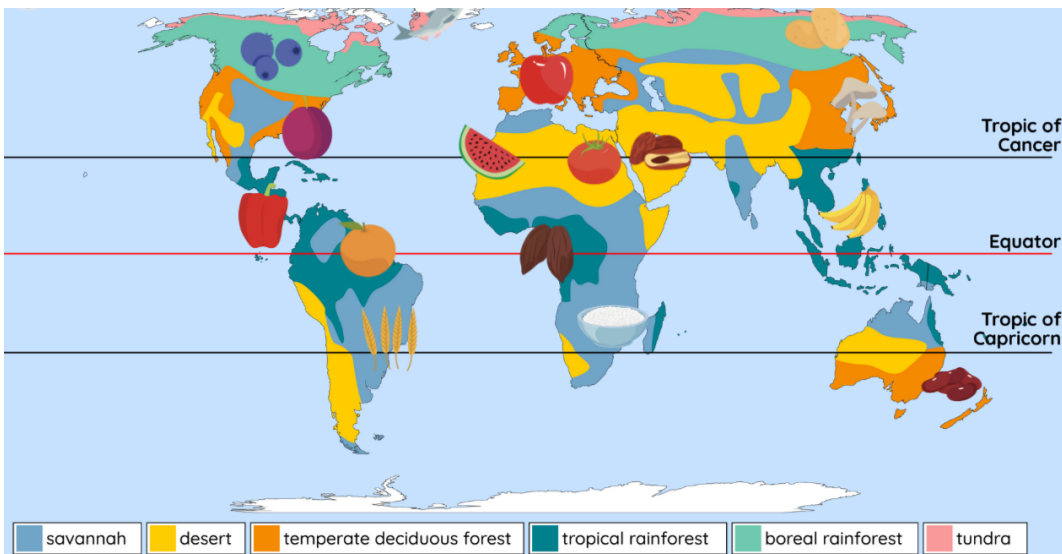 Tropic of
Cancer
Equator
Tropic of
Capricorn
savannah desert temperate deciduous forest tropical rainforest boreal rainforest tundra